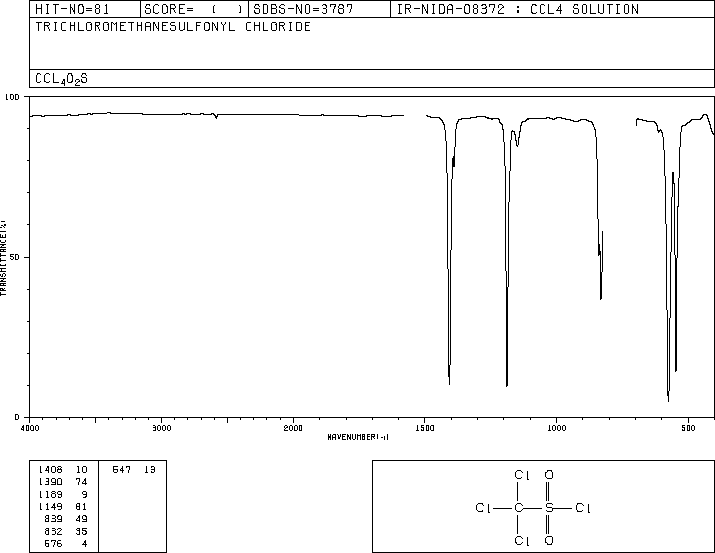 HIT-NO=81 SCORE= ( ) SDBS-NO=3787 IR-NIDA-08372 : CCL4 SOLUTION
TRICHLOROMETHANESULFONYL CHLORIDE
CCL4O2S
100
50
0
TRANSMITTANCE(%)
4000 3000 2000 1500 1000 500
WAVENUMBER(-1)
1408 10 547 13
1390 74
1189 9
1149 81
839 49
832 35
576 4
Cl O
Cl C S Cl
Cl O